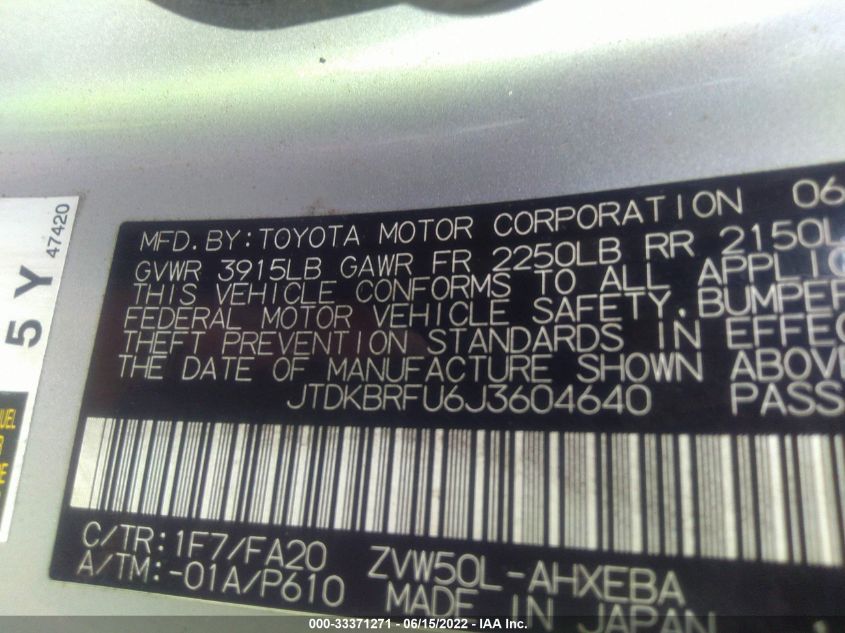 47420
5 Y
MFD. BY: TOYOTA MOTOR CORPORATION 06
GVWR 3915LB GAWR FR 2250LB RR 2150L
THIS VEHICLE CONFORMS TO ALL APPLIC
FEDERAL MOTOR VEHICLE SAFETY, BUMPER
THEFT PREVENTION STANDARDS IN EFFEC
THE DATE OF MANUFACTURE SHOWN ABOVE
JTDKBRFU6J3604640 PASS
C/TR: 1F7/FA20 ZVW50L-AHXEBA
A/TM: -01A/P610 MADE IN JAPAN
000-33371271 - 06/15/2022 - IAA, Inc.